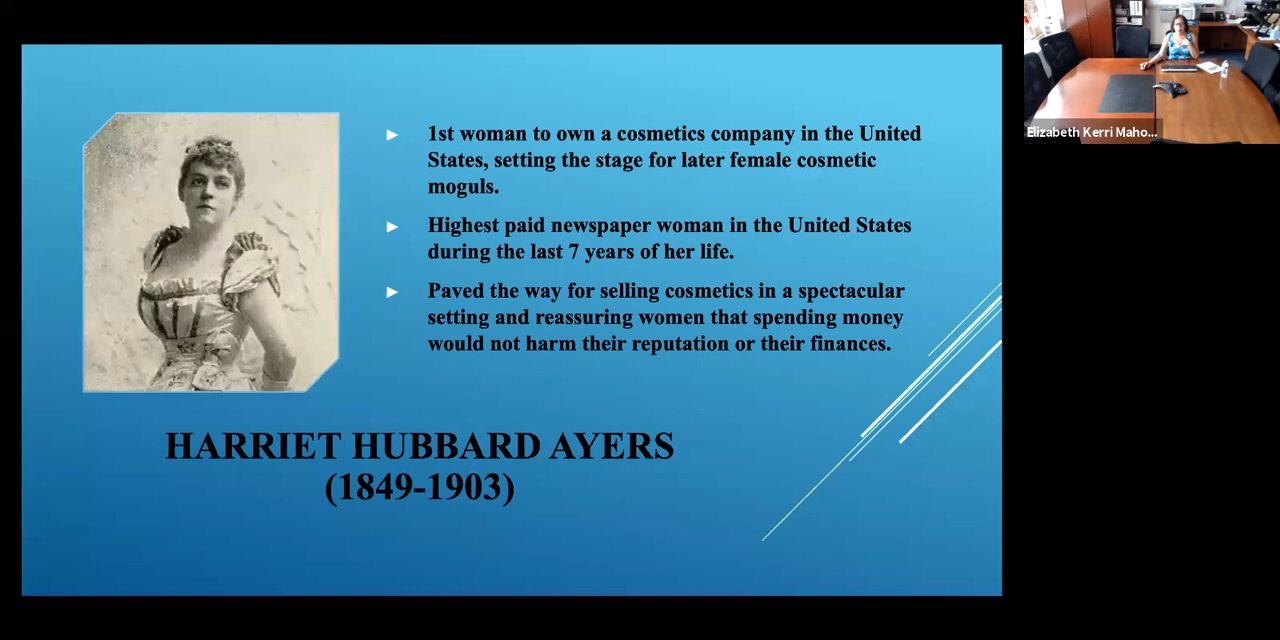 1st woman to own a cosmetics company in the United
States, setting the stage for later female cosmetic
moguls.
Highest paid newspaper woman in the United States
during the last 7 years of her life.
Paved the way for selling cosmetics in a spectacular
setting and reassuring women that spending money
would not harm their reputation or their finances.
HARRIET HUBBARD AYERS
(1849-1903)
Elizabeth Kerri Maho...